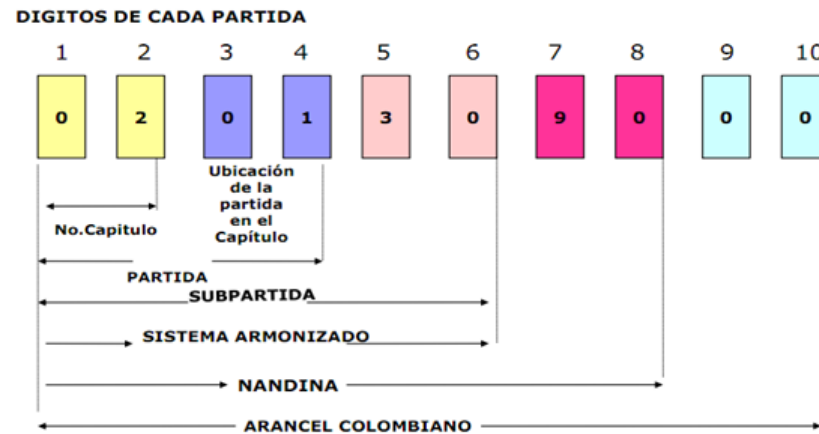 DIGITOS DE CADA PARTIDA
1 2 3 4 5 6 7 8 9 10
0 2 0 1 3 0 9 0 0 0
Ubicación
de la
partida
en el
Capítulo
No.Capitulo
PARTIDA
SUBPARTIDA
SISTEMA ARMONIZADO
NANDINA
ARANCEL COLOMBIANO